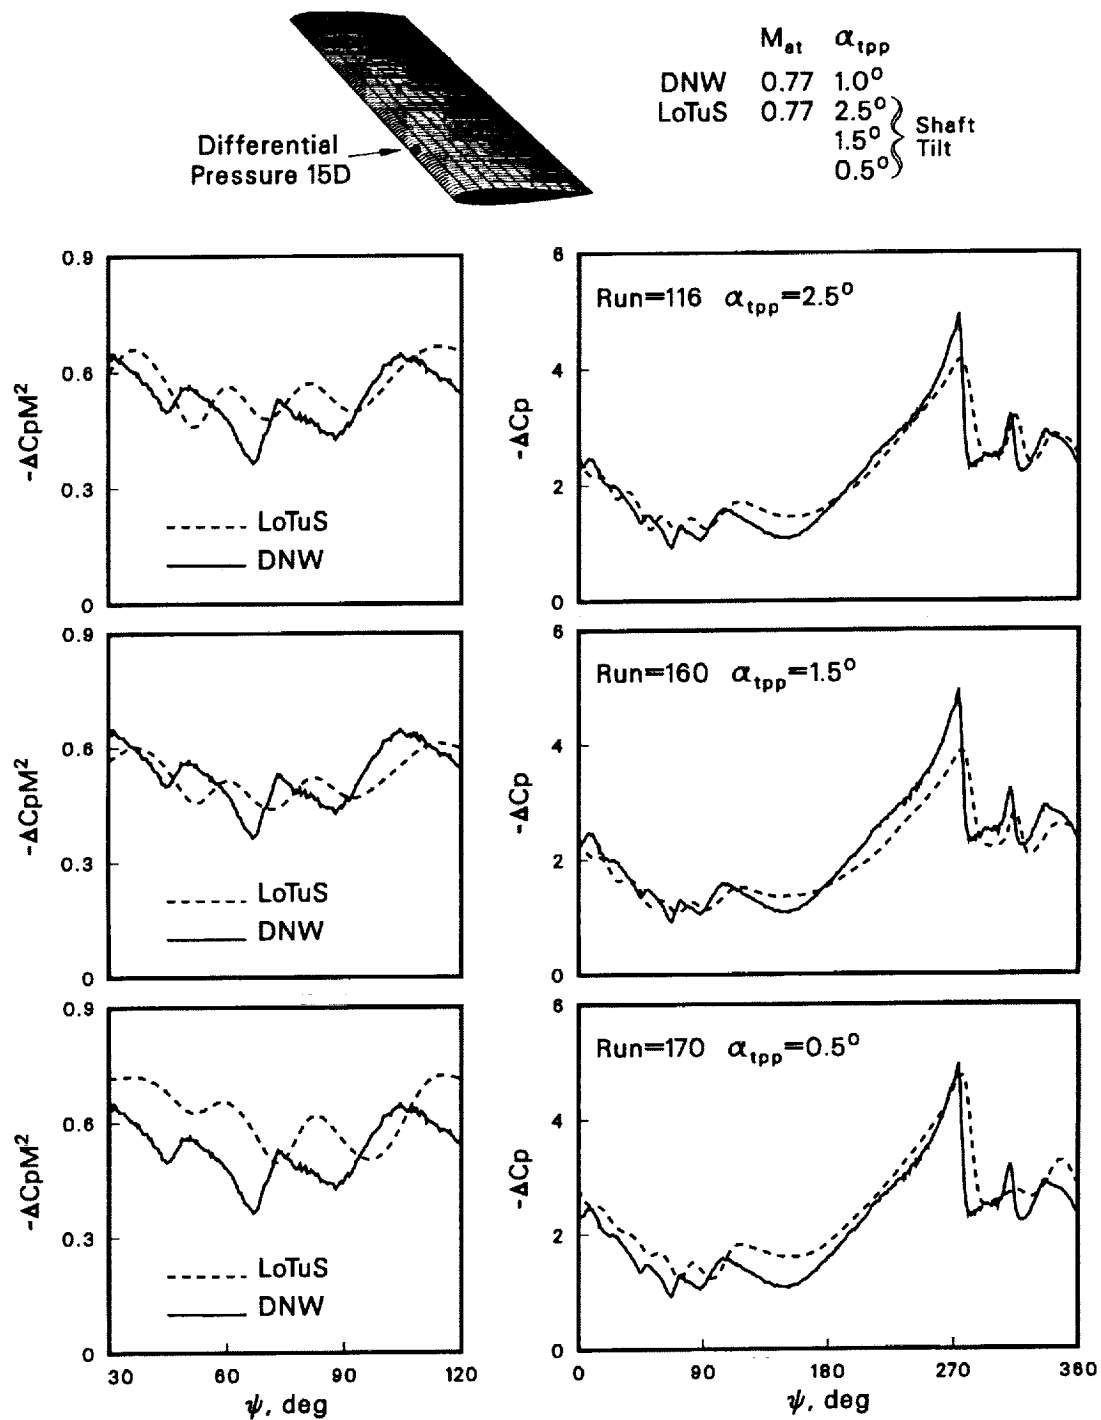 M_at α_tpp
DNW 0.77 1.0°
LoTuS 0.77 2.5°
1.5°
0.5°
Shaft
Tilt
Differential
Pressure 15D
0.9
0.6
0.3
0
-ΔCpM²
LoTuS
DNW
6
4
2
0
-ΔCp
Run=116 α_tpp=2.5°
0.9
0.6
0.3
0
-ΔCpM²
LoTuS
DNW
6
4
2
0
-ΔCp
Run=160 α_tpp=1.5°
0.9
0.6
0.3
0
-ΔCpM²
LoTuS
DNW
30 60 90 120
ψ, deg
6
4
2
0
-ΔCp
Run=170 α_tpp=0.5°
0 90 180 270 360
ψ, deg